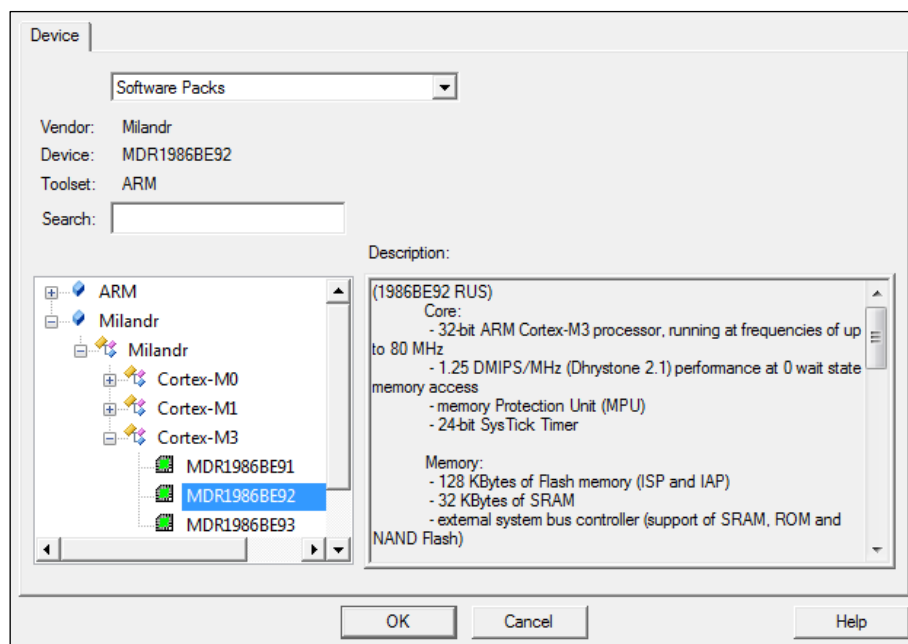 Device
Software Packs
Vendor: Milandr
Device: MDR1986BE92
Toolset: ARM
Search:
Description:
ARM
Milandr
Milandr
Cortex-M0
Cortex-M1
Cortex-M3
MDR1986BE91
MDR1986BE92
MDR1986BE93
(1986BE92 RUS)
Core:
- 32-bit ARM Cortex-M3 processor, running at frequencies of up
to 80 MHz
- 1.25 DMIPS/MHz (Dhrystone 2.1) performance at 0 wait state
memory access
- memory Protection Unit (MPU)
- 24-bit SysTick Timer
Memory:
- 128 KBytes of Flash memory (ISP and IAP)
- 32 KBytes of SRAM
- external system bus controller (support of SRAM, ROM and
NAND Flash)
OK
Cancel
Help